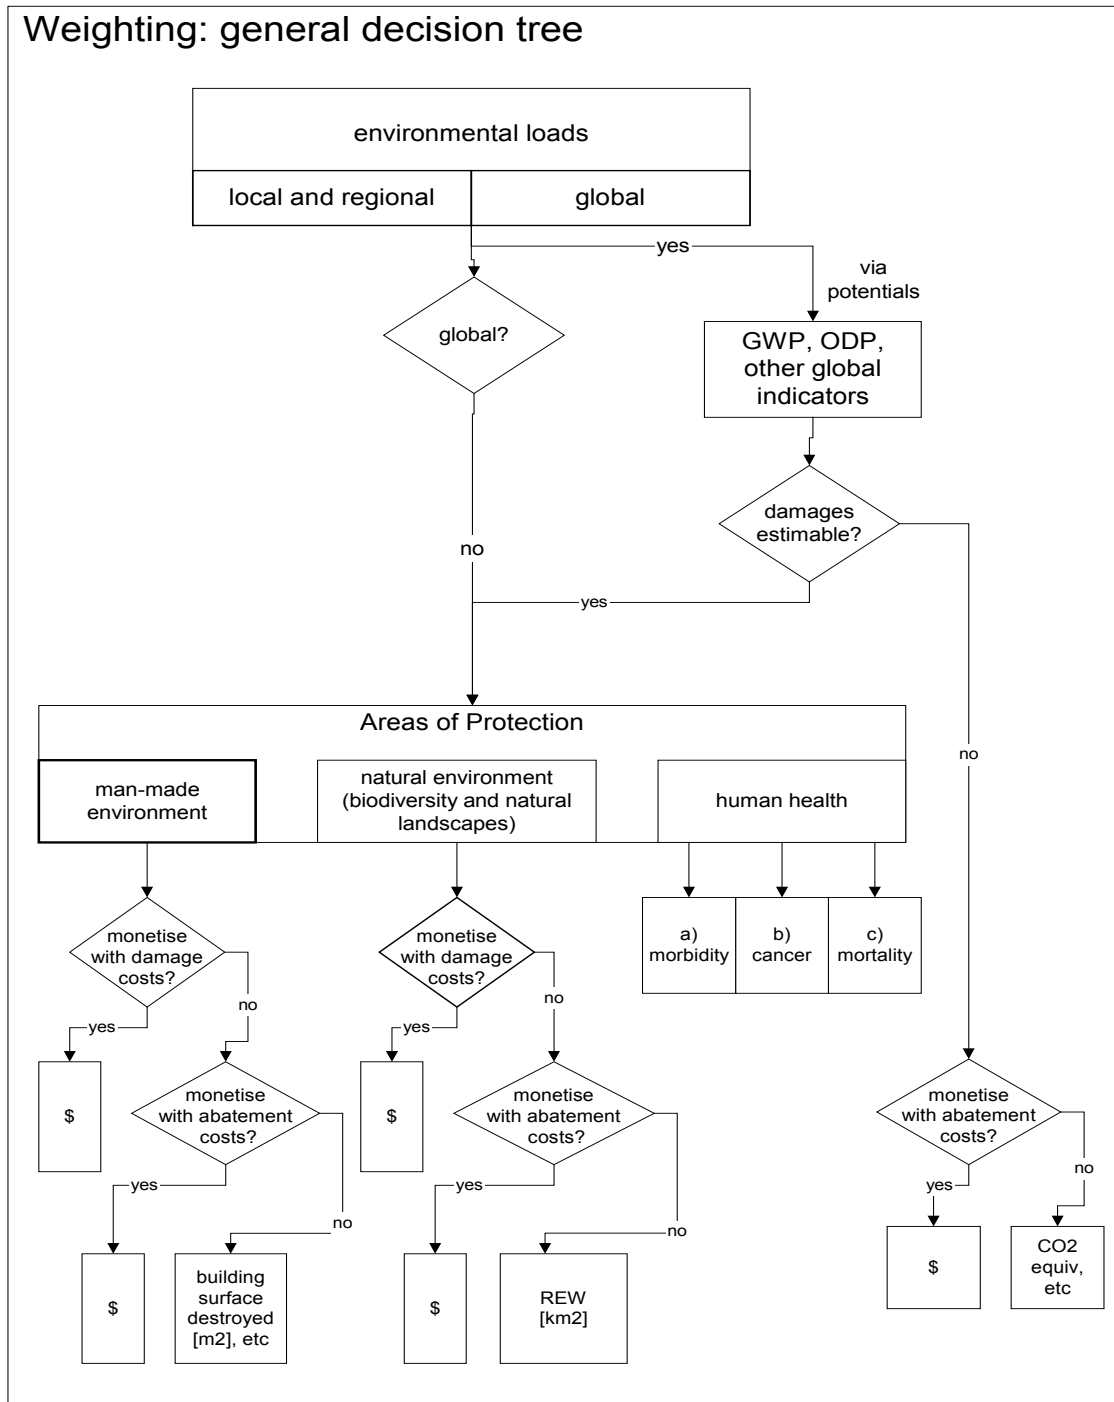 Weighting: general decision tree
environmental loads
local and regional
global
yes
via
potentials
global?
GWP, ODP,
other global
indicators
damages
estimable?
no
yes
no
Areas of Protection
man-made
environment
natural environment
(biodiversity and natural
landscapes)
human health
monetise
with damage
costs?
monetise
with damage
costs?
a)
morbidity
b)
cancer
c)
mortality
no
no
yes
yes
$
monetise
with abatement
costs?
$
monetise
with abatement
costs?
monetise
with abatement
costs?
yes
no
yes
no
yes
no
$
building
surface
destroyed
[m2], etc
$
REW
[km2]
$
CO2
equiv,
etc